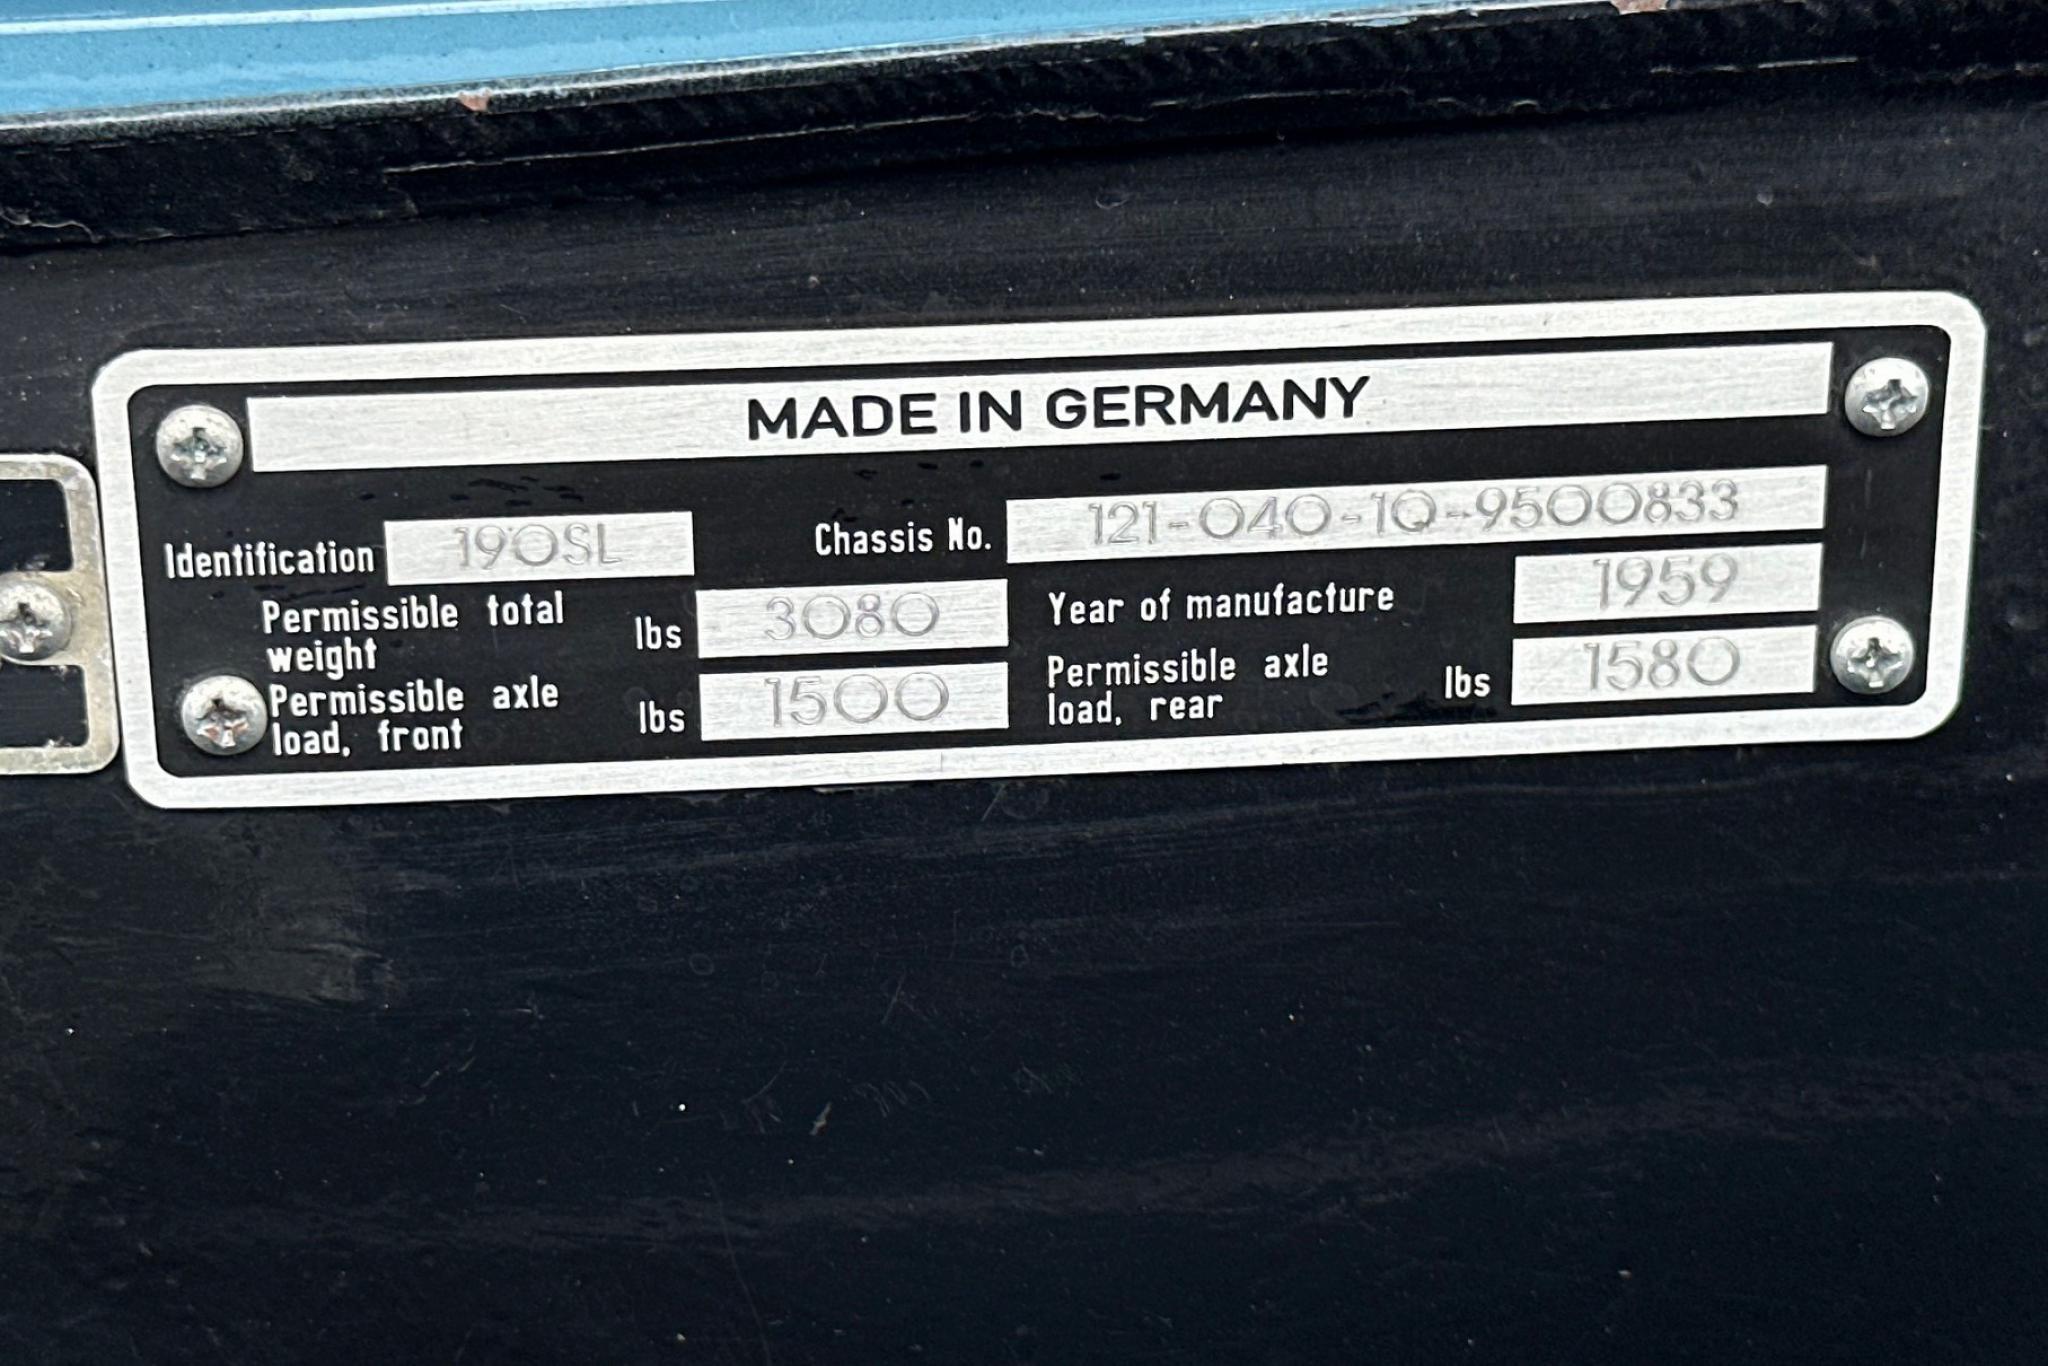 MADE IN GERMANY
Identification 190SL Chassis No. 121-040-10-9500833
Permissible total weight lbs 3080 Year of manufacture 1959
Permissible axle load, front lbs 1500 Permissible axle load, rear lbs 1580